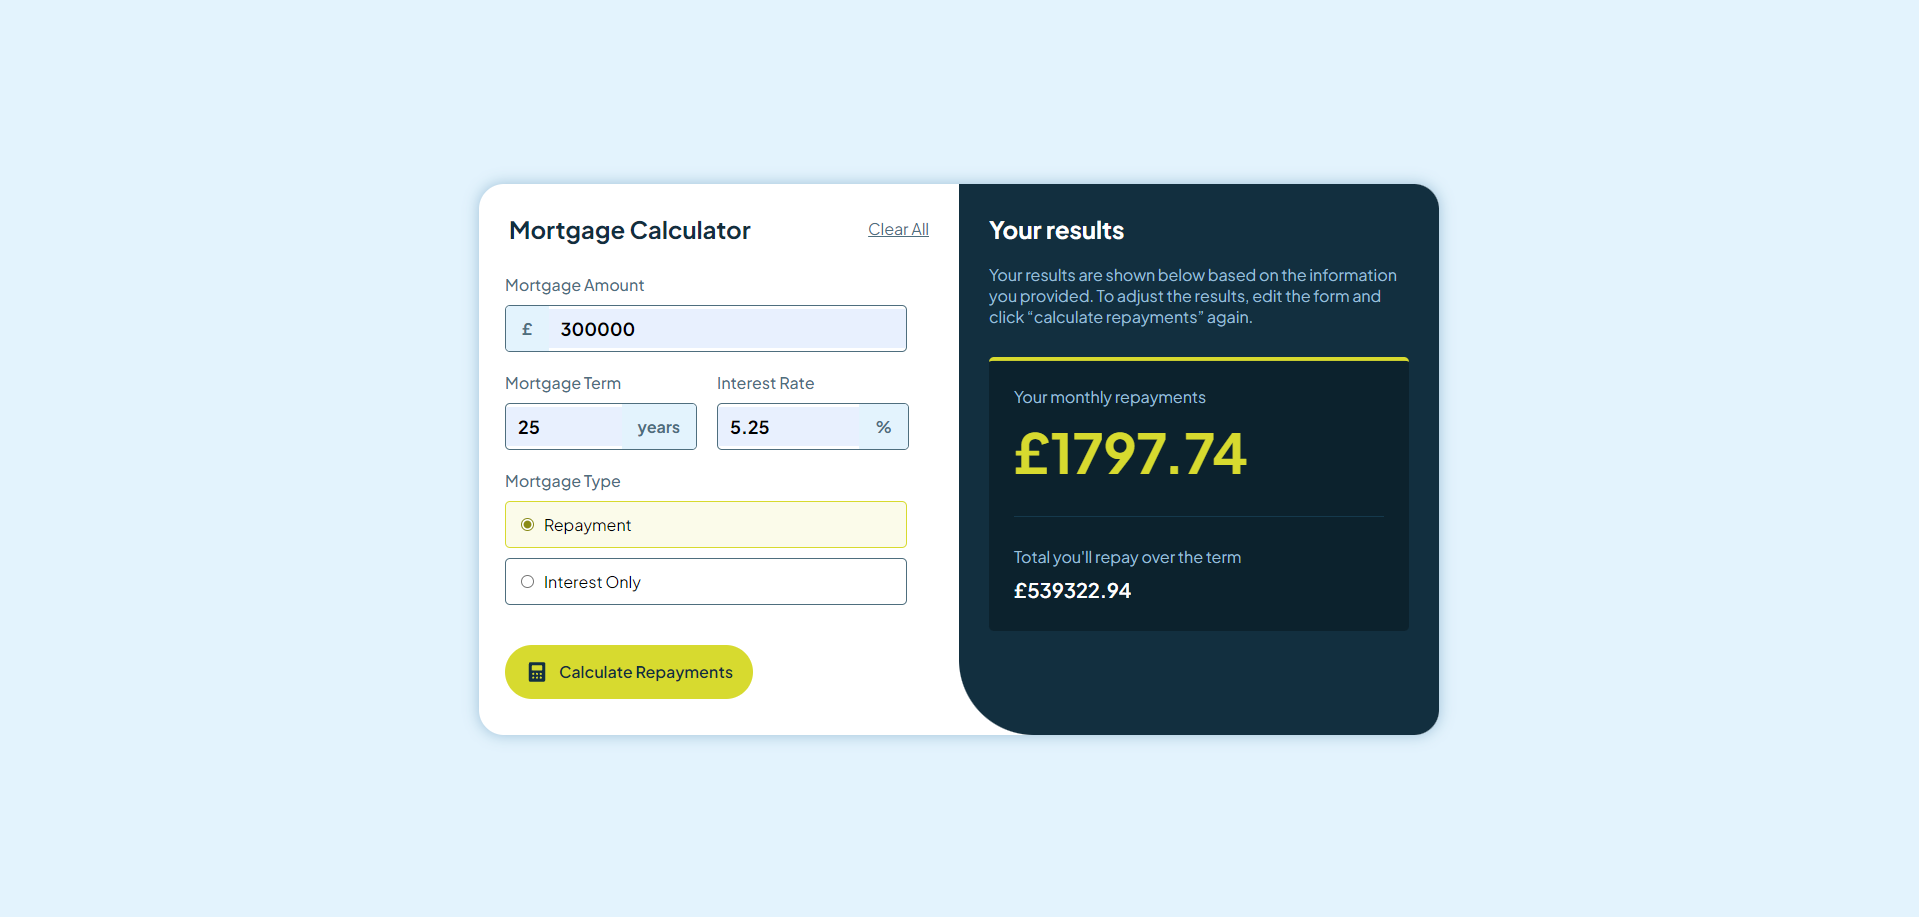 Mortgage Calculator
Clear All
Mortgage Amount
£ 300000
Mortgage Term
25 years
Interest Rate
5.25 %
Mortgage Type
Repayment
Interest Only
Calculate Repayments
Your results
Your results are shown below based on the information
you provided. To adjust the results, edit the form and
click “calculate repayments” again.
Your monthly repayments
£1797.74
Total you'll repay over the term
£539322.94